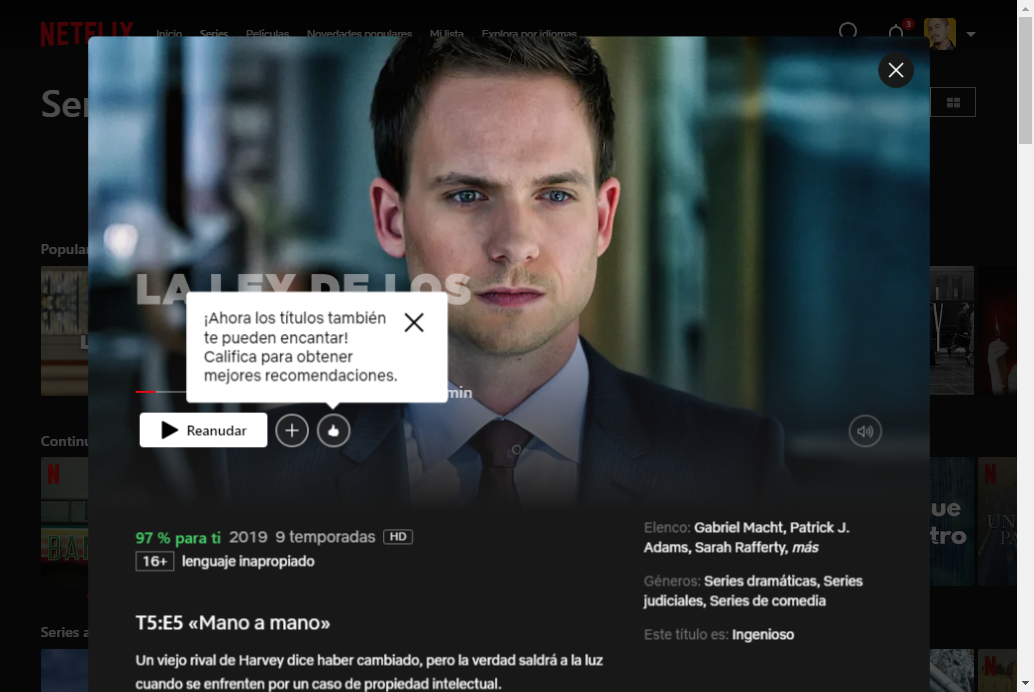 NETFLIX
Inicio Series Películas Novedades populares Mi lista Explora por idiomas
3
Popular
LA LEY DE LOS
¡Ahora los títulos también
te pueden encantar!
Califica para obtener
mejores recomendaciones.
min
Reanudar
97 % para ti 2019 9 temporadas HD
16+ lenguaje inapropiado
Elenco: Gabriel Macht, Patrick J.
Adams, Sarah Rafferty, más
Géneros: Series dramáticas, Series
judiciales, Series de comedia
Este título es: Ingenioso
T5:E5 «Mano a mano»
Un viejo rival de Harvey dice haber cambiado, pero la verdad saldrá a la luz
cuando se enfrenten por un caso de propiedad intelectual.
Series a